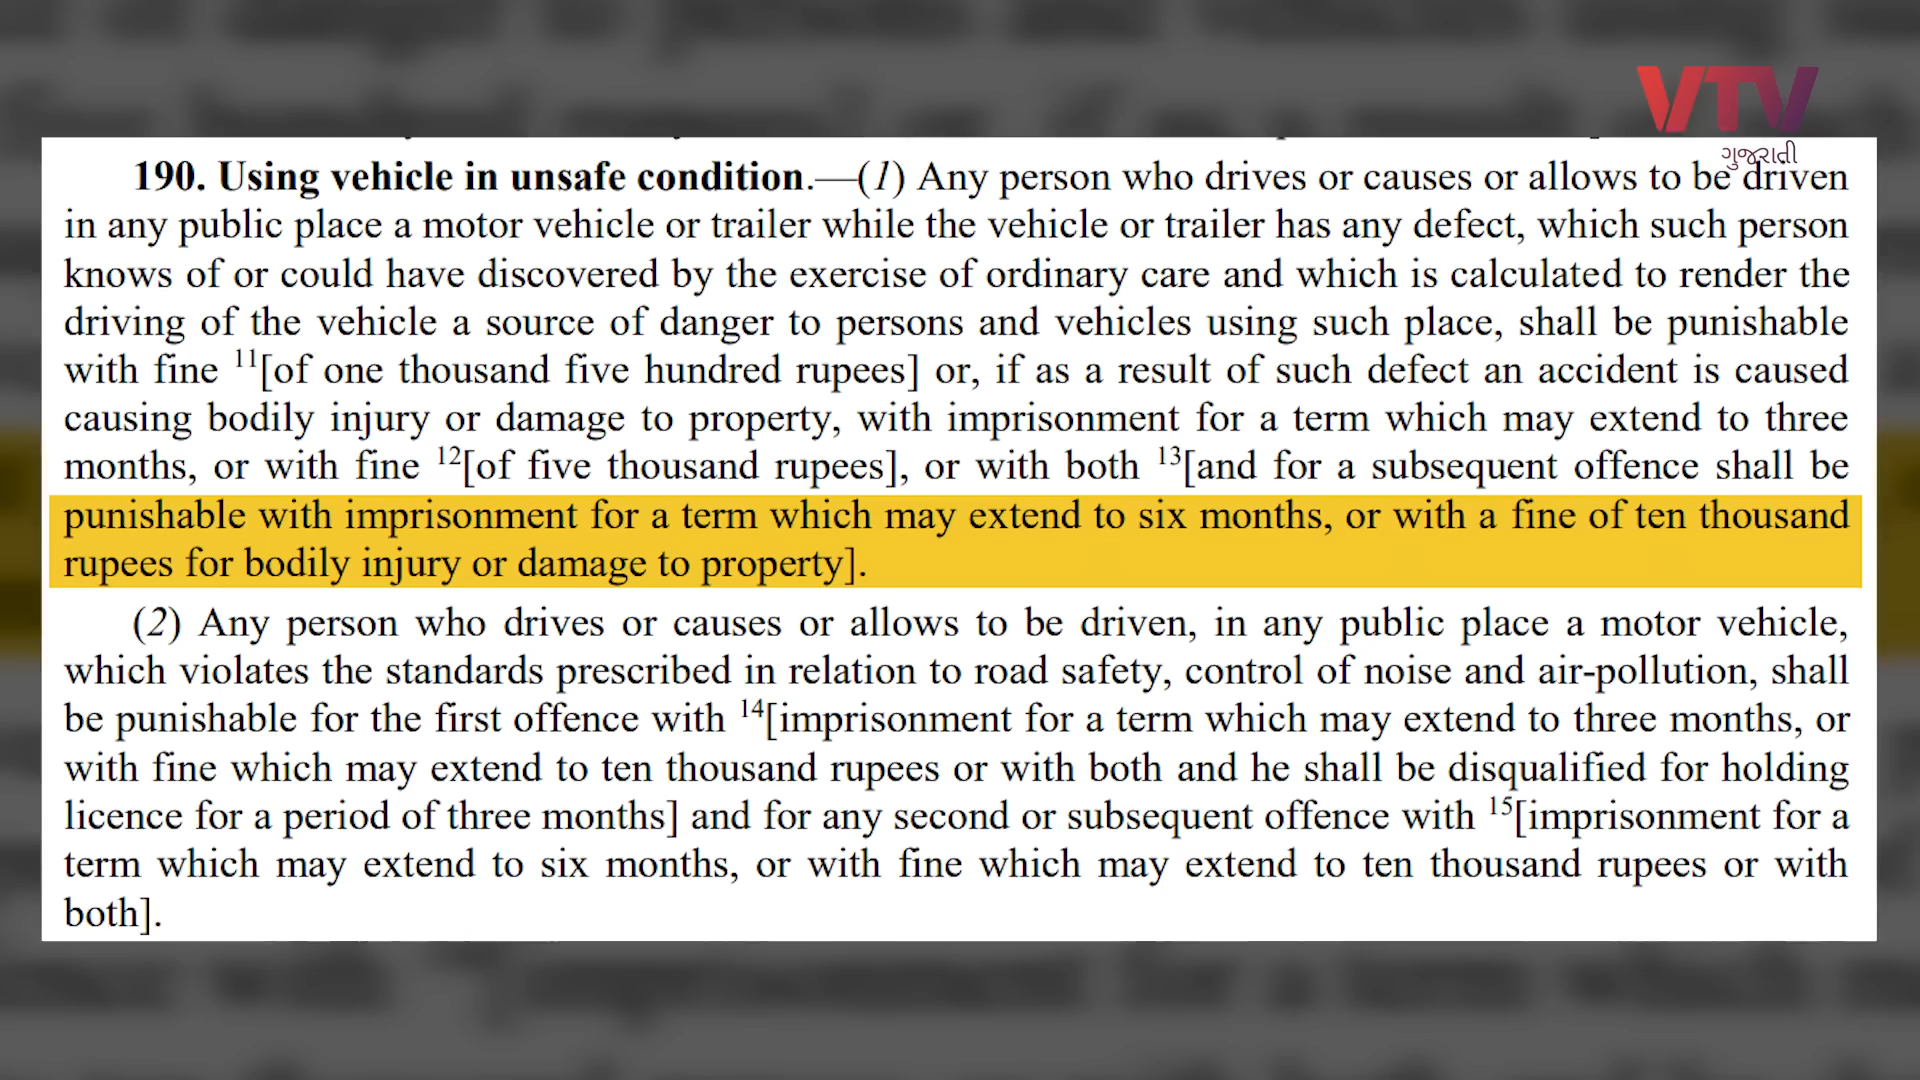 VTV
ગુજરાતી
190. Using vehicle in unsafe condition.—(1) Any person who drives or causes or allows to be driven
in any public place a motor vehicle or trailer while the vehicle or trailer has any defect, which such person
knows of or could have discovered by the exercise of ordinary care and which is calculated to render the
driving of the vehicle a source of danger to persons and vehicles using such place, shall be punishable
with fine 11[of one thousand five hundred rupees] or, if as a result of such defect an accident is caused
causing bodily injury or damage to property, with imprisonment for a term which may extend to three
months, or with fine 12[of five thousand rupees], or with both 13[and for a subsequent offence shall be
punishable with imprisonment for a term which may extend to six months, or with a fine of ten thousand
rupees for bodily injury or damage to property].
(2) Any person who drives or causes or allows to be driven, in any public place a motor vehicle,
which violates the standards prescribed in relation to road safety, control of noise and air-pollution, shall
be punishable for the first offence with 14[imprisonment for a term which may extend to three months, or
with fine which may extend to ten thousand rupees or with both and he shall be disqualified for holding
licence for a period of three months] and for any second or subsequent offence with 15[imprisonment for a
term which may extend to six months, or with fine which may extend to ten thousand rupees or with
both].